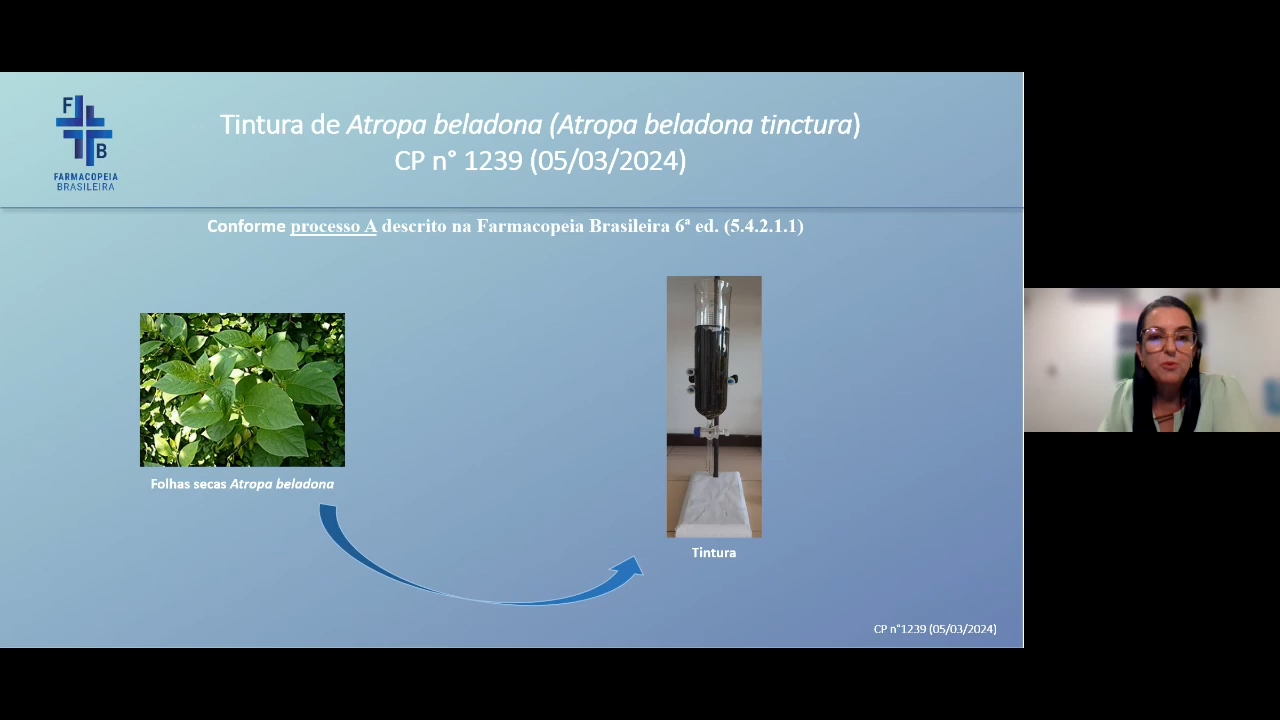 F
B
FARMACOPEIA
BRASILEIRA
Tintura de Atropa beladona (Atropa beladona tinctura)
CP n° 1239 (05/03/2024)
Conforme processo A descrito na Farmacopeia Brasileira 6ª ed. (5.4.2.1.1)
Folhas secas Atropa beladona
Tintura
CP n°1239 (05/03/2024)